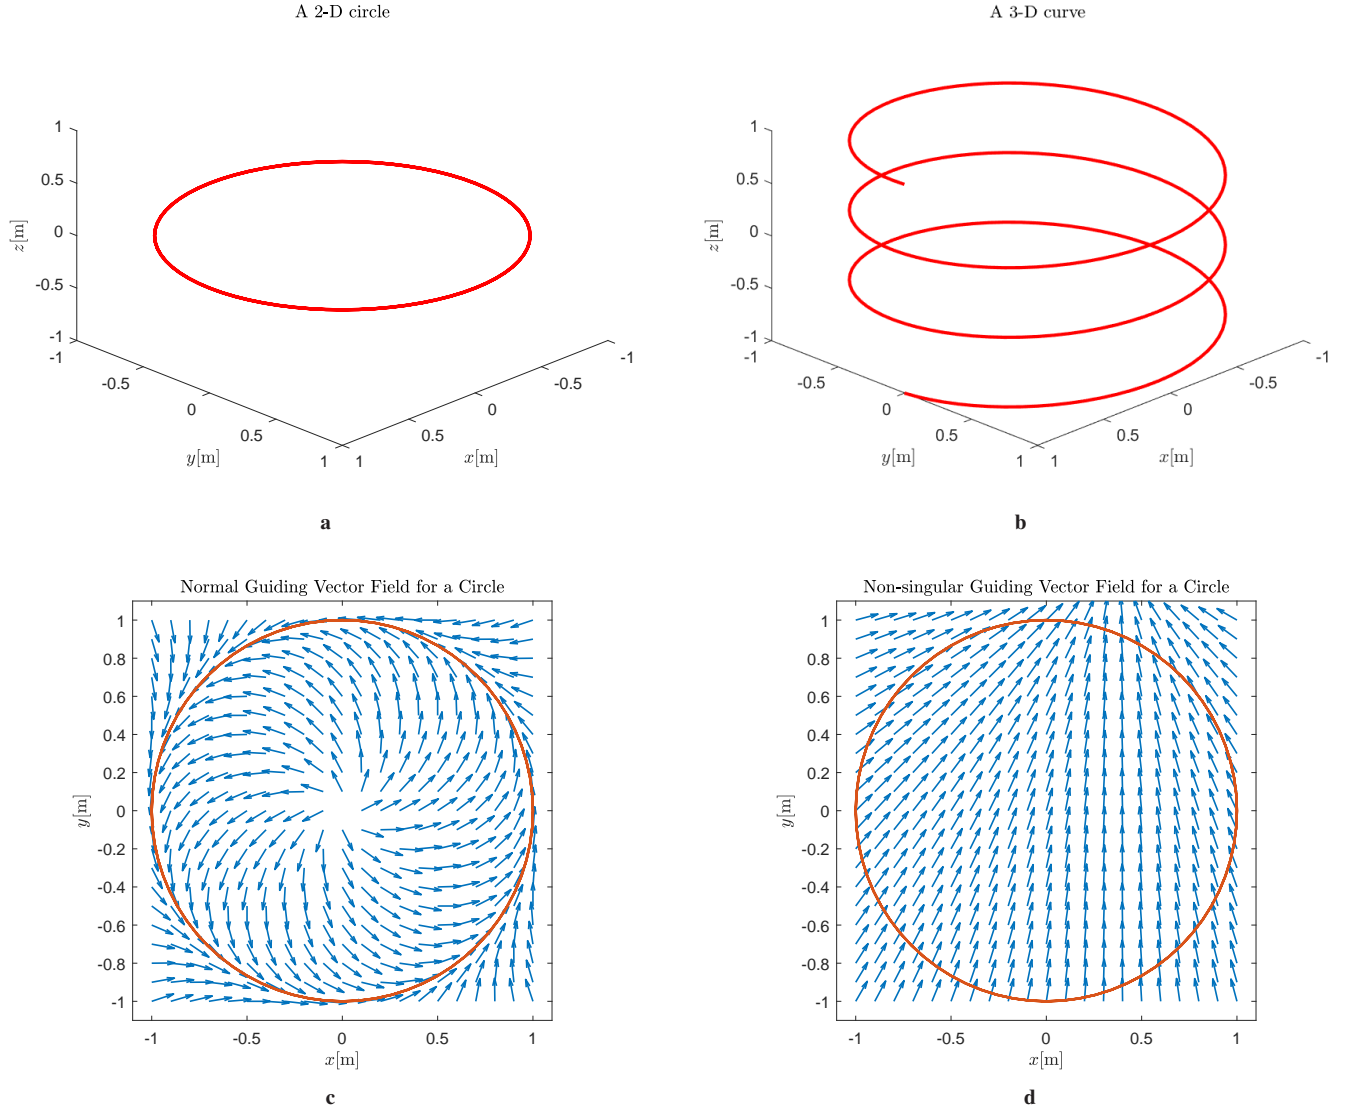 A 2-D circle
A 3-D curve
1
0.5
0
-0.5
-1
z[m]
-1
-0.5
0
0.5
1
y[m]
1
0.5
0
-0.5
-1
x[m]
1
0.5
0
-0.5
-1
z[m]
-1
-0.5
0
0.5
1
y[m]
1
0.5
0
-0.5
-1
x[m]
a
b
Normal Guiding Vector Field for a Circle
1
0.8
0.6
0.4
0.2
0
-0.2
-0.4
-0.6
-0.8
-1
y[m]
-1 -0.5 0 0.5 1
x[m]
Non-singular Guiding Vector Field for a Circle
1
0.8
0.6
0.4
0.2
0
-0.2
-0.4
-0.6
-0.8
-1
y[m]
-1 -0.5 0 0.5 1
x[m]
c
d